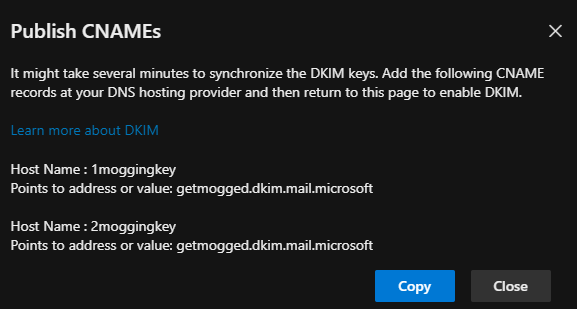 Publish CNAMEs
It might take several minutes to synchronize the DKIM keys. Add the following CNAME
records at your DNS hosting provider and then return to this page to enable DKIM.
Learn more about DKIM
Host Name : 1moggingkey
Points to address or value: getmogged.dkim.mail.microsoft
Host Name : 2moggingkey
Points to address or value: getmogged.dkim.mail.microsoft
Copy
Close